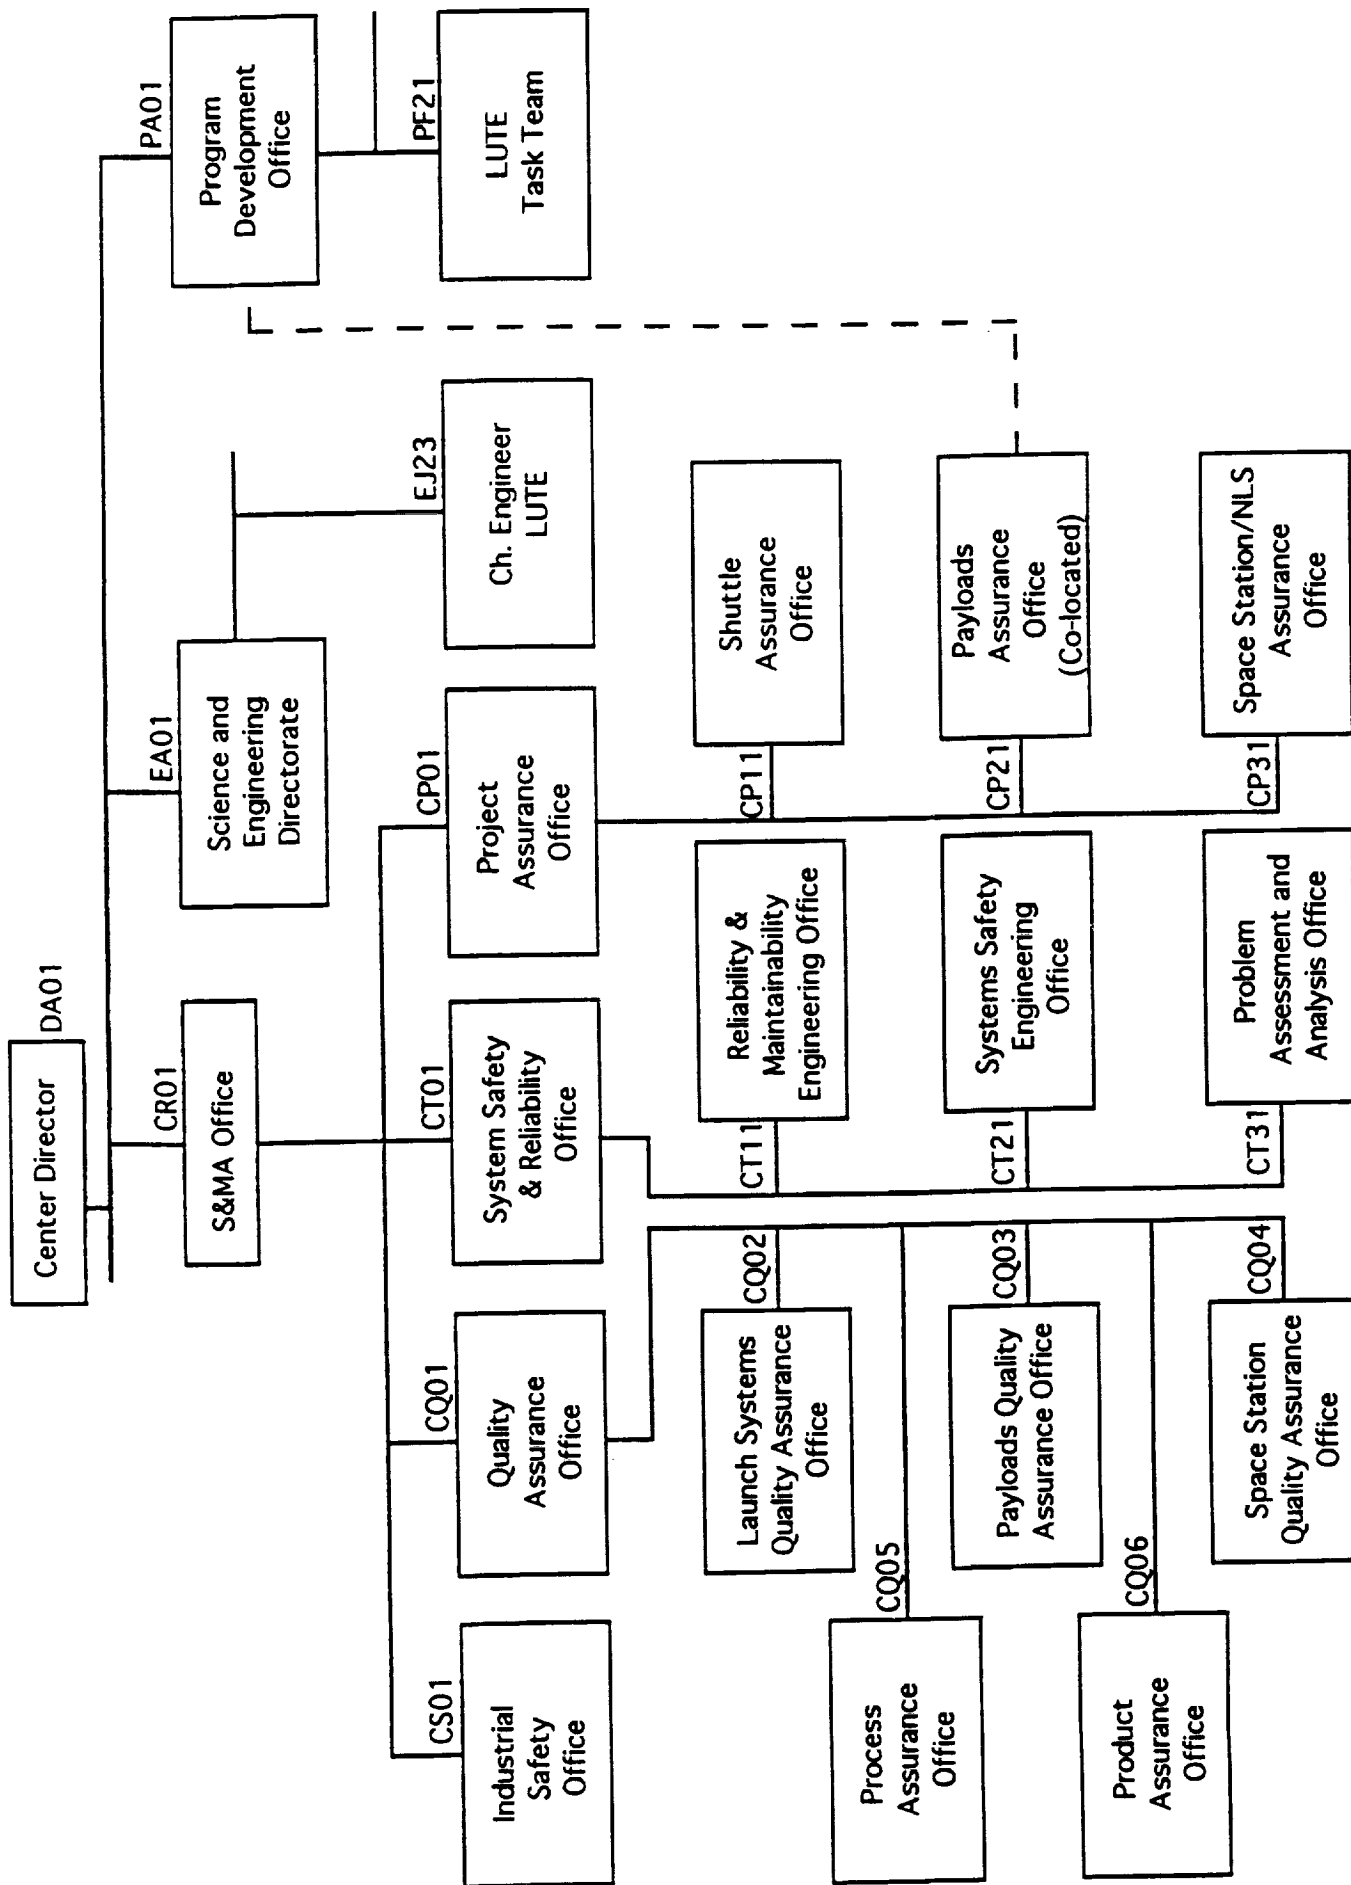 Center Director
DA01
CR01
S&MA Office
EA01
Science and
Engineering
Directorate
PA01
Program
Development
Office
CS01
Industrial
Safety
Office
CQ01
Quality
Assurance
Office
CT01
System Safety
& Reliability
Office
CP01
Project
Assurance
Office
EJ23
Ch. Engineer
LUTE
PF21
LUTE
Task Team
CQ02
Launch Systems
Quality Assurance
Office
CT11
Reliability &
Maintainability
Engineering Office
CP11
Shuttle
Assurance
Office
CQ05
Process
Assurance
Office
CQ03
Payloads Quality
Assurance Office
CT21
Systems Safety
Engineering
Office
CP21
Payloads
Assurance
Office
(Co-located)
CQ06
Product
Assurance
Office
CQ04
Space Station
Quality Assurance
Office
CT31
Problem
Assessment and
Analysis Office
CP31
Space Station/NLS
Assurance
Office